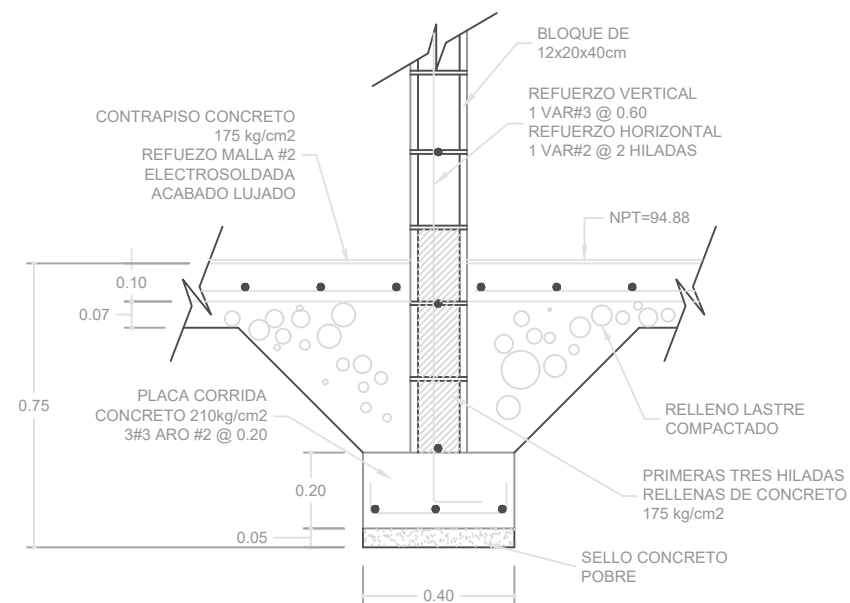 BLOQUE DE
12x20x40cm
REFUERZO VERTICAL
1 VAR#3 @ 0.60
REFUERZO HORIZONTAL
1 VAR#2 @ 2 HILADAS
CONTRAPISO CONCRETO
175 kg/cm2
REFUEZO MALLA #2
ELECTROSOLDADA
ACABADO LUJADO
NPT=94.88
0.10
0.07
0.75
PLACA CORRIDA
CONCRETO 210kg/cm2
3#3 ARO #2 @ 0.20
RELLENO LASTRE
COMPACTADO
0.20
PRIMERAS TRES HILADAS
RELLENAS DE CONCRETO
175 kg/cm2
0.05
SELLO CONCRETO
POBRE
0.40